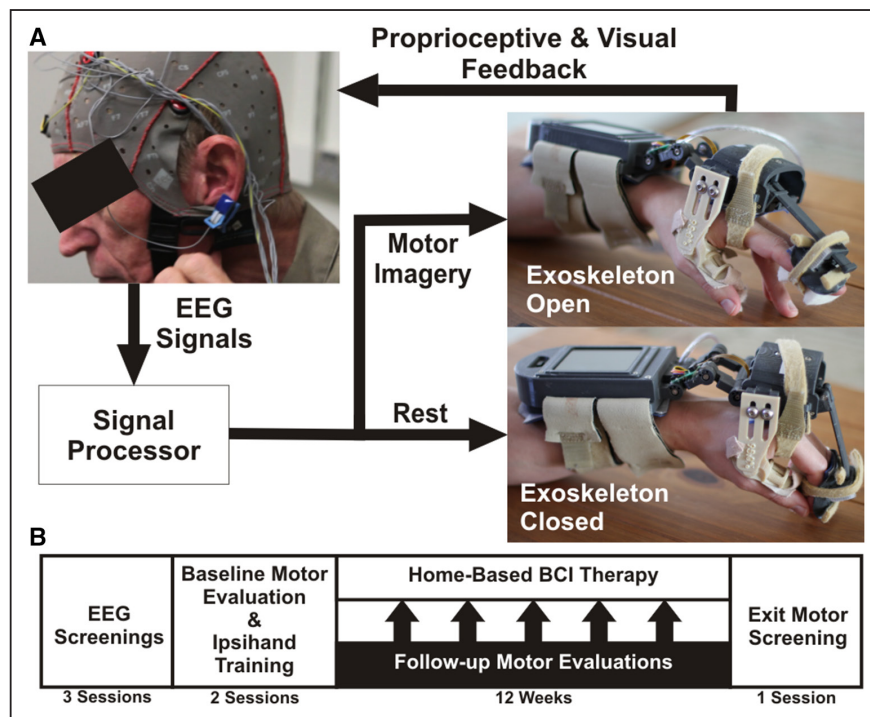 A
Proprioceptive & Visual
Feedback
EEG
Signals
Motor
Imagery
Exoskeleton
Open
Signal
Processor
Rest
Exoskeleton
Closed
B
EEG
Screenings
Baseline Motor
Evaluation
&
Ipsihand
Training
Home-Based BCI Therapy
Follow-up Motor Evaluations
Exit Motor
Screening
3 Sessions
2 Sessions
12 Weeks
1 Session